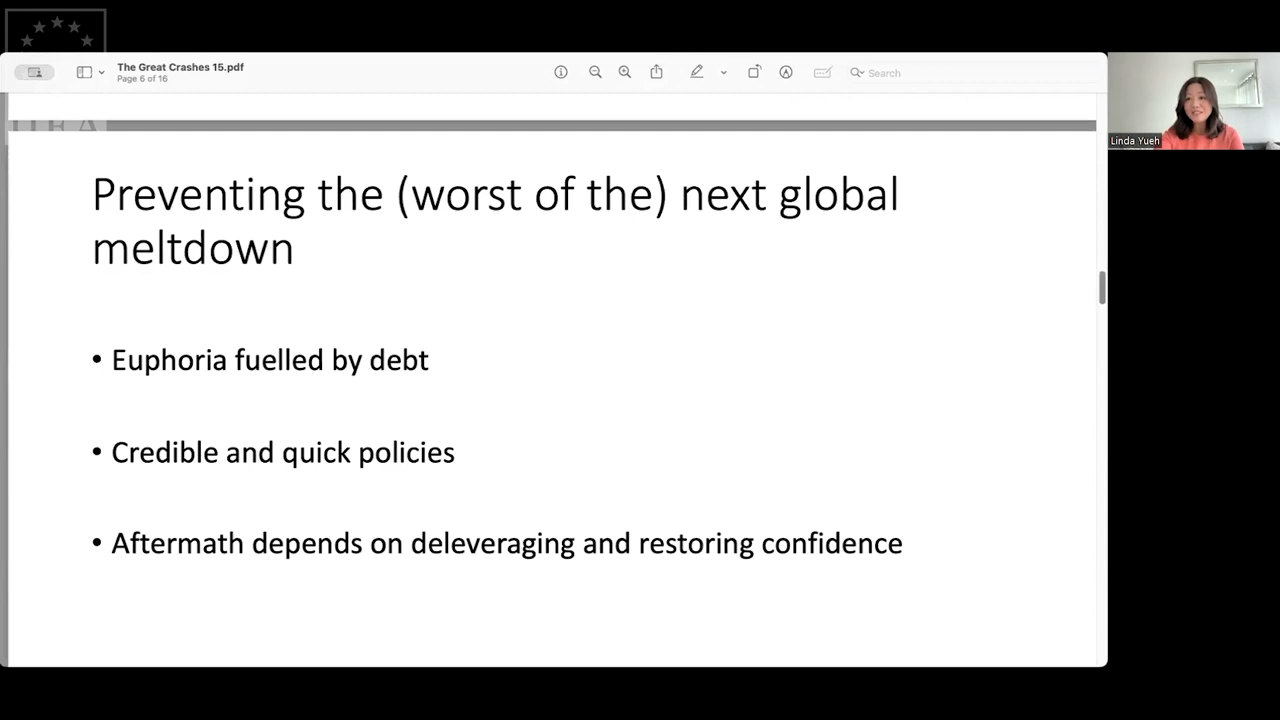 The Great Crashes 15.pdf
Page 6 of 16
Search
Linda Yueh
Preventing the (worst of the) next global
meltdown
• Euphoria fuelled by debt
• Credible and quick policies
• Aftermath depends on deleveraging and restoring confidence